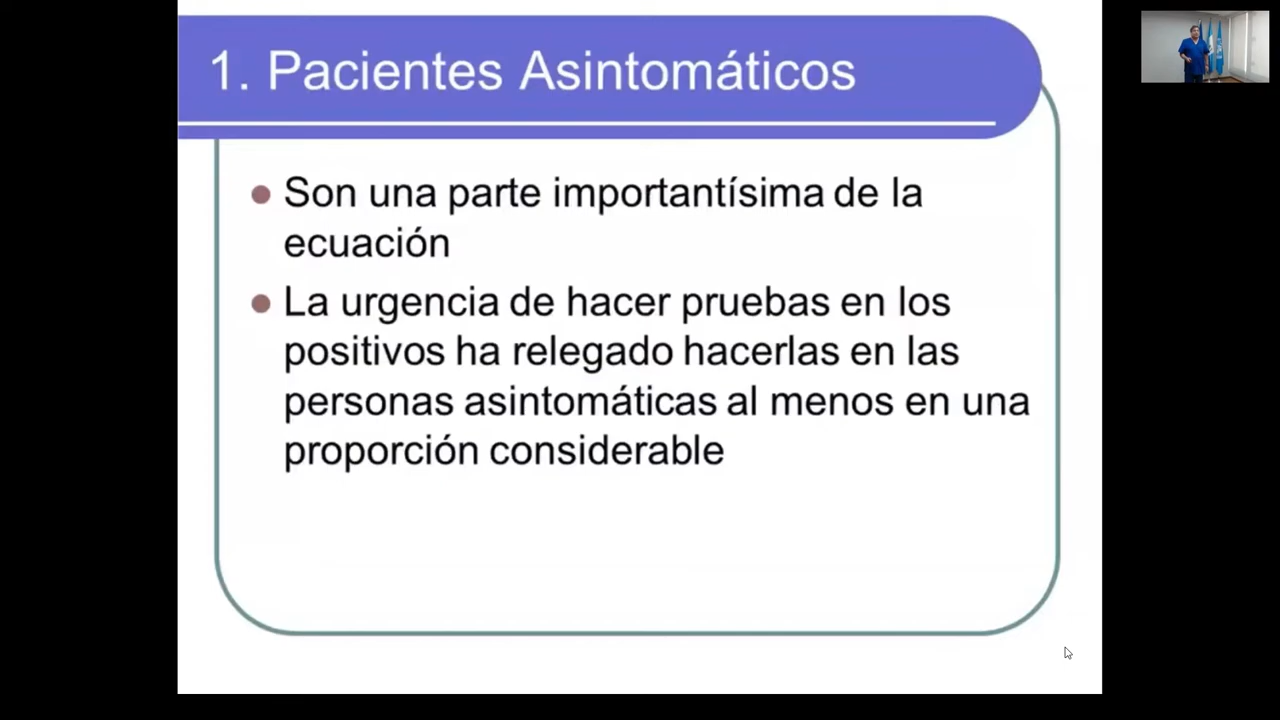 1. Pacientes Asintomáticos
Son una parte importantísima de la
ecuación
La urgencia de hacer pruebas en los
positivos ha relegado hacerlas en las
personas asintomáticas al menos en una
proporción considerable